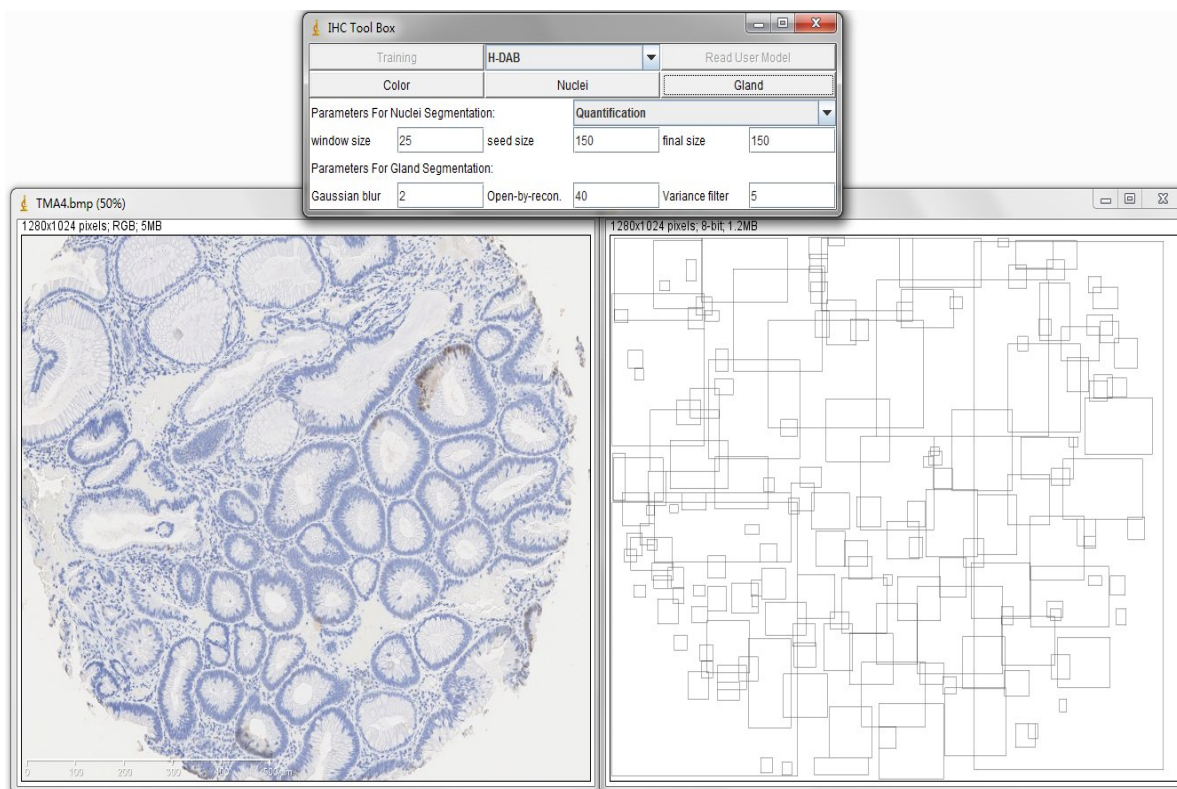 IHC Tool Box
Training H-DAB Read User Model
Color Nuclei Gland
Parameters For Nuclei Segmentation: Quantification
window size 25 seed size 150 final size 150
Parameters For Gland Segmentation:
Gaussian blur 2 Open-by-recon. 40 Variance filter 5
TMA4.bmp (50%)
1280x1024 pixels; RGB; 5MB
1280x1024 pixels; 8-bit; 1.2MB
0 100 200 300